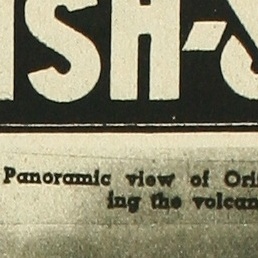 ISH-
Panoramic view of Ori
ing the volcan